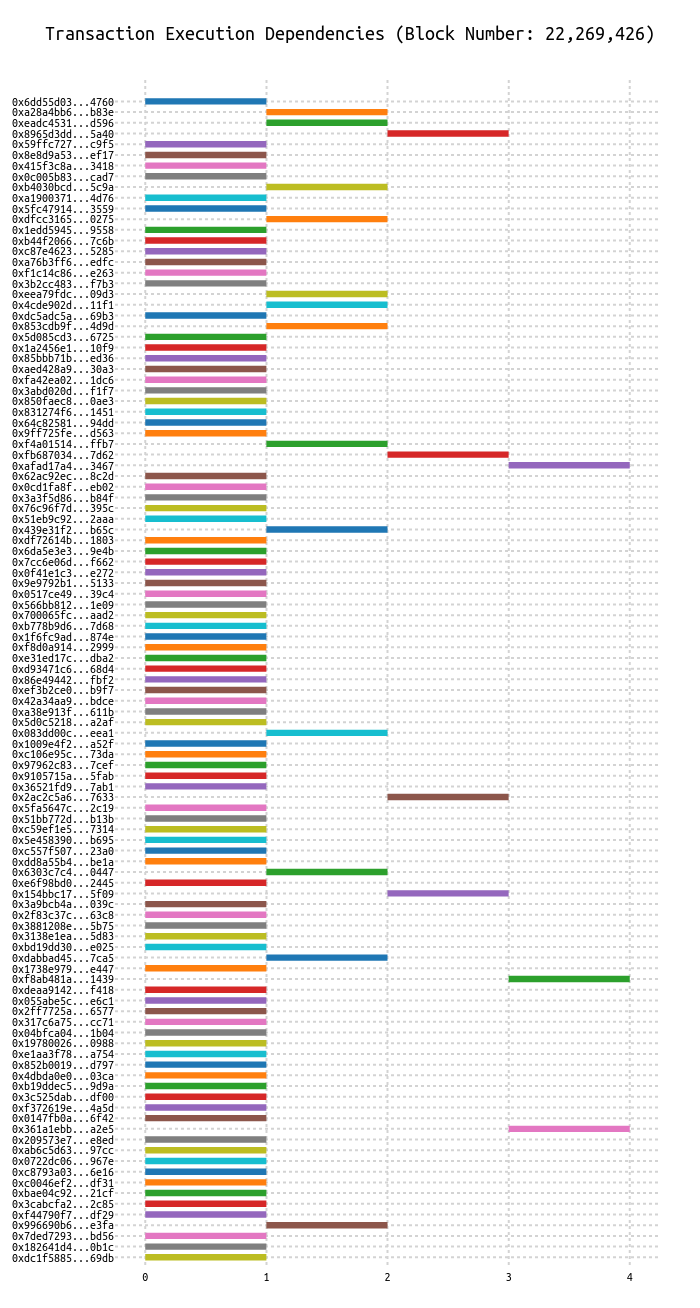 Transaction Execution Dependencies (Block Number: 22,269,426)
0x6dd55d03...4760
0xa28a4bb6...b83e
0xeadc4531...d596
0x8965d3dd...5a40
0x59ffc727...c9f5
0x8e8d9a53...ef17
0x415f3c8a...3418
0x0c005b83...cad7
0xb4030bcd...5c9a
0xa1900371...4d76
0x5fc47914...3559
0xdfcc3165...0275
0x1edd5945...9558
0xb44f2066...7c6b
0xc87e4623...5285
0xa76b3ff6...edfc
0xf1c14c86...e263
0x3b2cc483...f7b3
0xeea79fdc...09d3
0x4cde902d...11f1
0xdc5adc5a...69b3
0x853cdb9f...4d9d
0x5d085cd3...6725
0x1a2456e1...10f9
0x85bbb71b...ed36
0xaed428a9...30a3
0xfa42ea02...1dc6
0x3abd020d...f1f7
0x850faec8...0ae3
0x831274f6...1451
0x64c82581...94dd
0x9ff725fe...d563
0xf4a01514...ffb7
0xfb687034...7d62
0xafad17a4...3467
0x62ac92ec...8c2d
0x0cd1fa8f...eb02
0x3a3f5d86...b84f
0x76c96f7d...395c
0x51eb9c92...2aaa
0x439e31f2...b65c
0xdf72614b...1803
0x6da5e3e3...9e4b
0x7cc6e06d...f662
0x0f41e1c3...e272
0x9e9792b1...5133
0x0517ce49...39c4
0x566bb812...1e09
0x700065fc...aad2
0xb778b9d6...7d68
0x1f6fc9ad...874e
0xf8d0a914...2999
0xe31ed17c...dba2
0xd93471c6...68d4
0x86e49442...fbf2
0xef3b2ce0...b9f7
0x42a34aa9...bdce
0xa38e913f...611b
0x5d0c5218...a2af
0x083dd00c...eea1
0x1009e4f2...a52f
0xc106e95c...73da
0x97962c83...7cef
0x9105715a...5fab
0x36521fd9...7ab1
0x2ac2c5a6...7633
0x5fa5647c...2c19
0x51bb772d...b13b
0xc59ef1e5...7314
0x5e458390...b695
0xc557f507...23a0
0xdd8a55b4...be1a
0x6303c7c4...0447
0xe6f98bd0...2445
0x154bbc17...5f09
0x3a9bcb4a...039c
0x2f83c37c...63c8
0x3881208e...5b75
0x3138e1ea...5d83
0xbd19dd30...e025
0xdabbad45...7ca5
0x1738e979...e447
0xf8ab481a...1439
0xdeaa9142...f418
0x055abe5c...e6c1
0x2ff7725a...6577
0x317c6a75...cc71
0x04bfca04...1b04
0x19780026...0988
0xe1aa3f78...a754
0x852b0019...d797
0x4dbda0e0...03ca
0xb19ddec5...9d9a
0x3c525dab...df00
0xf372619e...4a5d
0x0147fb0a...6f42
0x361a1ebb...a2e5
0x209573e7...e8ed
0xab6c5d63...97cc
0x0722dc06...967e
0xc8793a03...6e16
0xc0046ef2...df31
0xbae04c92...21cf
0x3cabcfa2...2c85
0xf44790f7...df29
0x996690b6...e3fa
0x7ded7293...bd56
0x182641d4...0b1c
0xdc1f5885...69db
0 1 2 3 4